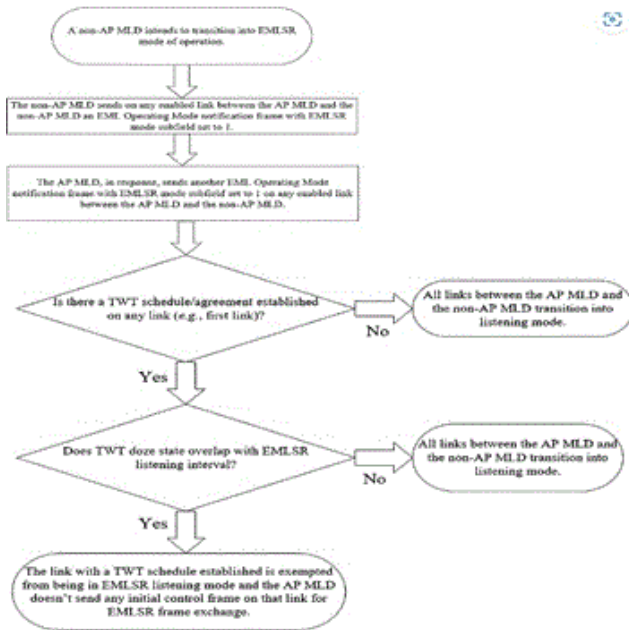 A non-AP MLD intends to transition into EMLSR
mode of operation.
The non-AP MLD sends on any enabled link between the AP MLD and the
non-AP MLD an EML Operating Mode notification frame with EMLSR
mode subfield set to 1.
The AP MLD, in response, sends another EML Operating Mode
notification frame with EMLSR mode subfield set to 1 on any enabled link
between the AP MLD and the non-AP MLD.
Is there a TWT schedule/agreement established
on any link (e.g., first link)?
No
All links between the AP MLD and
the non-AP MLD transition into
listening mode.
Yes
Does TWT doze state overlap with EMLSR
listening interval?
No
All links between the AP MLD and
the non-AP MLD transition into
listening mode.
Yes
The link with a TWT schedule established is exempted
from being in EMLSR listening mode and the AP MLD
doesn't send any initial control frame on that link for
EMLSR frame exchange.